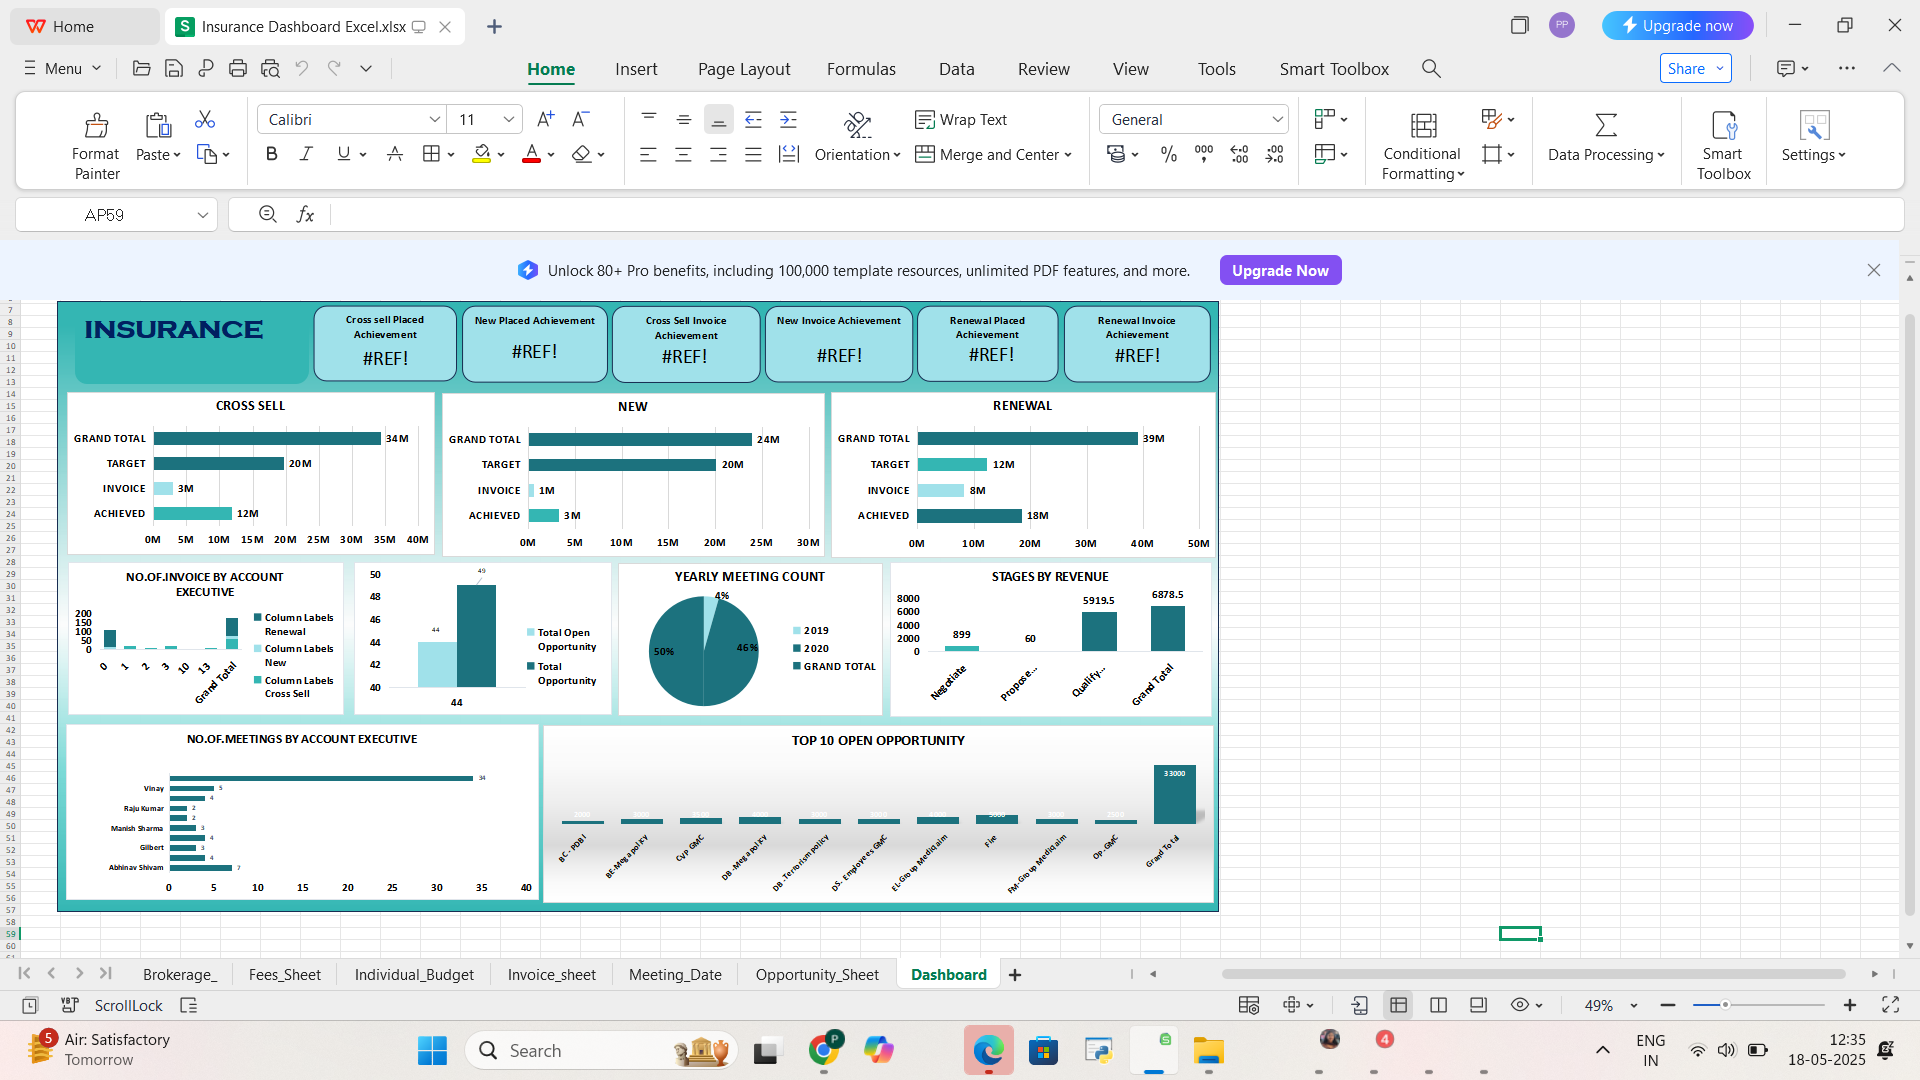 Home
Insurance Dashboard Excel.xlsx
PP
Upgrade now
Menu
Home Insert Page Layout Formulas Data Review View Tools Smart Toolbox
Share
Format Painter
Paste
Calibri 11
B I U A
Orientation
Wrap Text
Merge and Center
General
%
Conditional Formatting
Data Processing
Smart Toolbox
Settings
AP59
fx
Unlock 80+ Pro benefits, including 100,000 template resources, unlimited PDF features, and more.
Upgrade Now
INSURANCE
Cross sell Placed Achievement
#REF!
New Placed Achievement
#REF!
Cross Sell Invoice Achievement
#REF!
New Invoice Achievement
#REF!
Renewal Placed Achievement
#REF!
Renewal Invoice Achievement
#REF!
CROSS SELL
GRAND TOTAL 34M
TARGET 20M
INVOICE 3M
ACHIEVED 12M
0M 5M 10M 15M 20M 25M 30M 35M 40M
NEW
GRAND TOTAL 24M
TARGET 20M
INVOICE 1M
ACHIEVED 3M
0M 5M 10M 15M 20M 25M 30M
RENEWAL
GRAND TOTAL 39M
TARGET 12M
INVOICE 8M
ACHIEVED 18M
0M 10M 20M 30M 40M 50M
NO.OF.INVOICE BY ACCOUNT
EXECUTIVE
200
150
100
50
0
0 1 2 3 10 13 Grand Total
Column Labels Renewal
Column Labels New
Column Labels Cross Sell
50
48
46
44
42
40
44
49
44
Total Open Opportunity
Total Opportunity
YEARLY MEETING COUNT
4%
46%
50%
2019
2020
GRAND TOTAL
STAGES BY REVENUE
8000
6000
4000
2000
0
899 60 5919.5 6878.5
Negotiate Propose... Qualify... Grand Total
NO.OF.MEETINGS BY ACCOUNT EXECUTIVE
34
Vinay 5
4
Raju Kumar 2
2
Manish Sharma 3
4
Gilbert 3
4
Abhinav Shivam 7
0 5 10 15 20 25 30 35 40
TOP 10 OPEN OPPORTUNITY
33000
BE-Mega policy
CVP GMC
DB -Mega policy
DB -Terrorism policy
DS- Employees GMC
EL-Group Mediclaim
Fire
FM-Group Mediclaim
Op.-GMC
Grand Total
Brokerage_ Fees_Sheet Individual_Budget Invoice_sheet Meeting_Date Opportunity_Sheet Dashboard
ScrollLock
49%
5
Air: Satisfactory
Tomorrow
Search
P
4
ENG
IN
12:35
18-05-2025